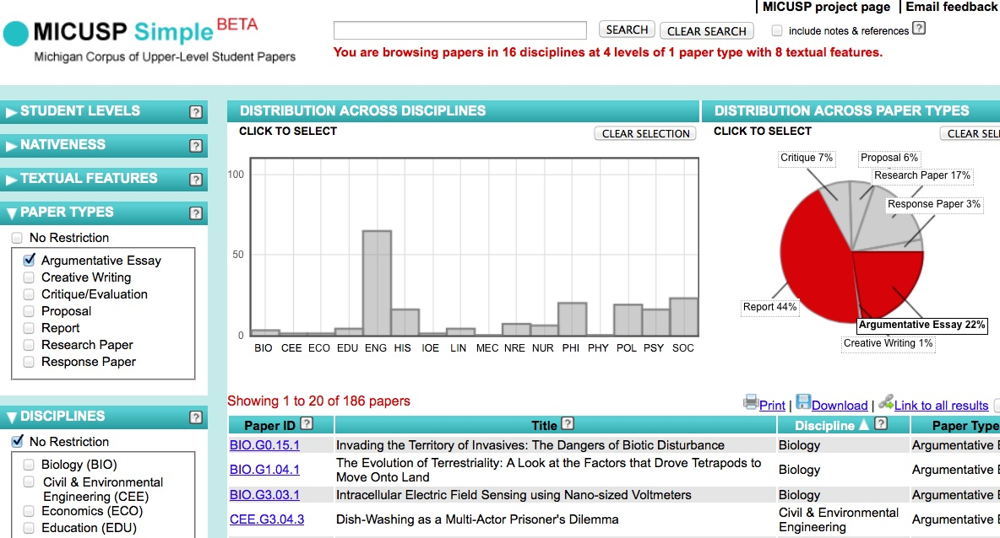 MICUSP project page | Email feedback
MICUSP Simple BETA
Michigan Corpus of Upper-Level Student Papers
SEARCH CLEAR SEARCH include notes & references ?
You are browsing papers in 16 disciplines at 4 levels of 1 paper type with 8 textual features.
STUDENT LEVELS ?
NATIVENESS ?
TEXTUAL FEATURES ?
PAPER TYPES ?
No Restriction
Argumentative Essay
Creative Writing
Critique/Evaluation
Proposal
Report
Research Paper
Response Paper
DISCIPLINES ?
No Restriction
Biology (BIO)
Civil & Environmental
Engineering (CEE)
Economics (ECO)
Education (EDU)
DISTRIBUTION ACROSS DISCIPLINES
CLICK TO SELECT CLEAR SELECTION
100
50
0
BIO CEE ECO EDU ENG HIS IOE LIN MEC NRE NUR PHI PHY POL PSY SOC
DISTRIBUTION ACROSS PAPER TYPES
CLICK TO SELECT CLEAR SEL
Critique 7% Proposal 6%
Research Paper 17%
Response Paper 3%
Report 44%
Argumentative Essay 22%
Creative Writing 1%
Showing 1 to 20 of 186 papers
Print | Download | Link to all results
Paper ID ? Title ? Discipline ? Paper Type
BIO.G0.15.1 Invading the Territory of Invasives: The Dangers of Biotic Disturbance Biology Argumentative E
BIO.G1.04.1 The Evolution of Terrestriality: A Look at the Factors that Drove Tetrapods to Biology Argumentative E
Move Onto Land
BIO.G3.03.1 Intracellular Electric Field Sensing using Nano-sized Voltmeters Biology Argumentative E
CEE.G3.04.3 Dish-Washing as a Multi-Actor Prisoner's Dilemma Civil & Environmental Argumentative E
Engineering